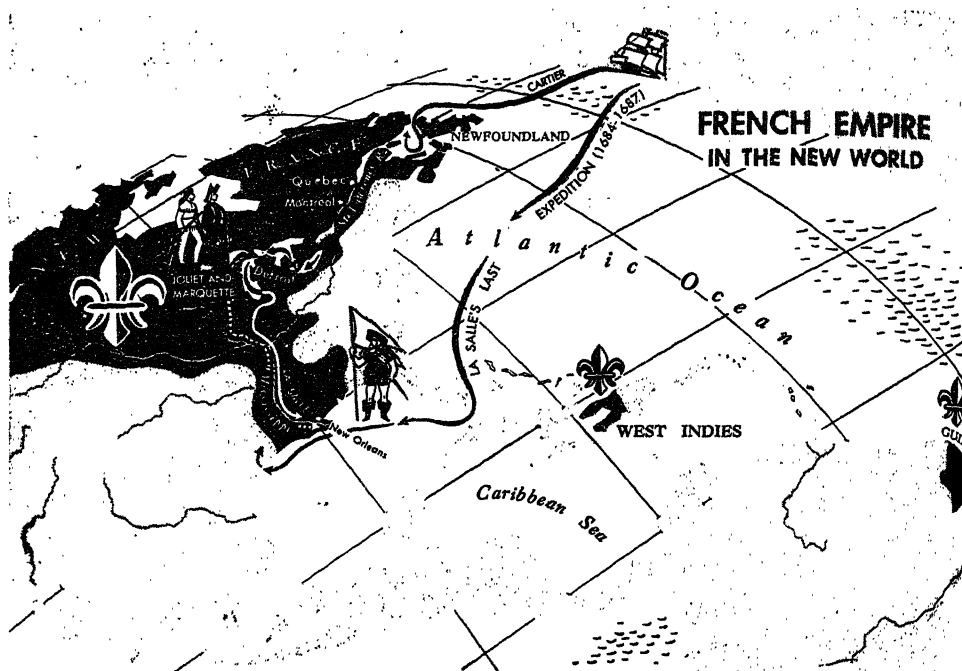 FRENCH EMPIRE
IN THE NEW WORLD
CARTIER
NEWFOUNDLAND
EXPEDITION (1684-1687)
Quebec
Montreal
Atlantic Ocean
Detroit
JOLIET AND
MARQUETTE
LA SALLE'S LAST
New Orleans
WEST INDIES
Caribbean Sea